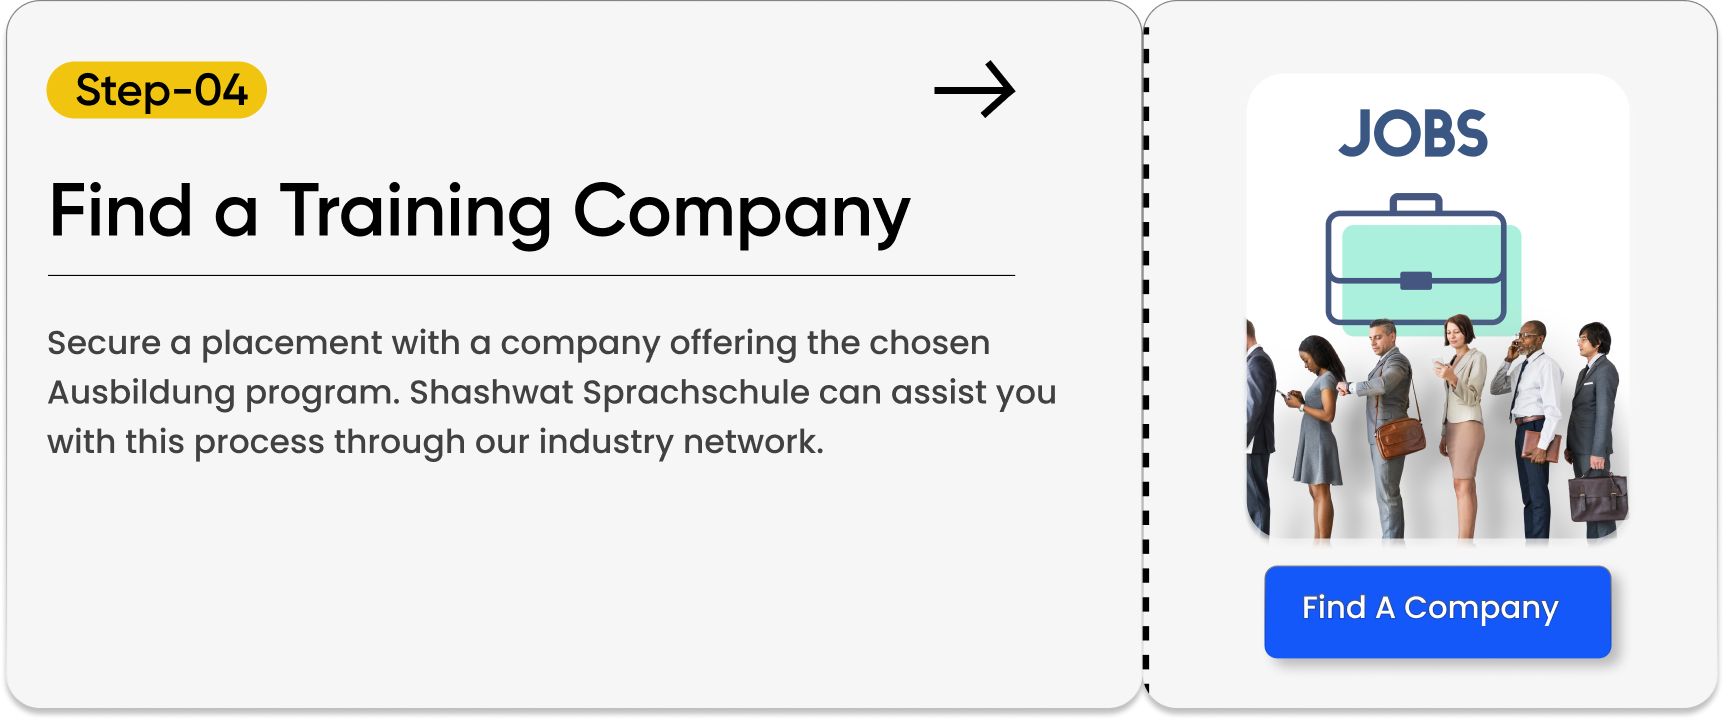 Step-04
Find a Training Company
Secure a placement with a company offering the chosen
Ausbildung program. Shashwat Sprachschule can assist you
with this process through our industry network.
JOBS
Find A Company